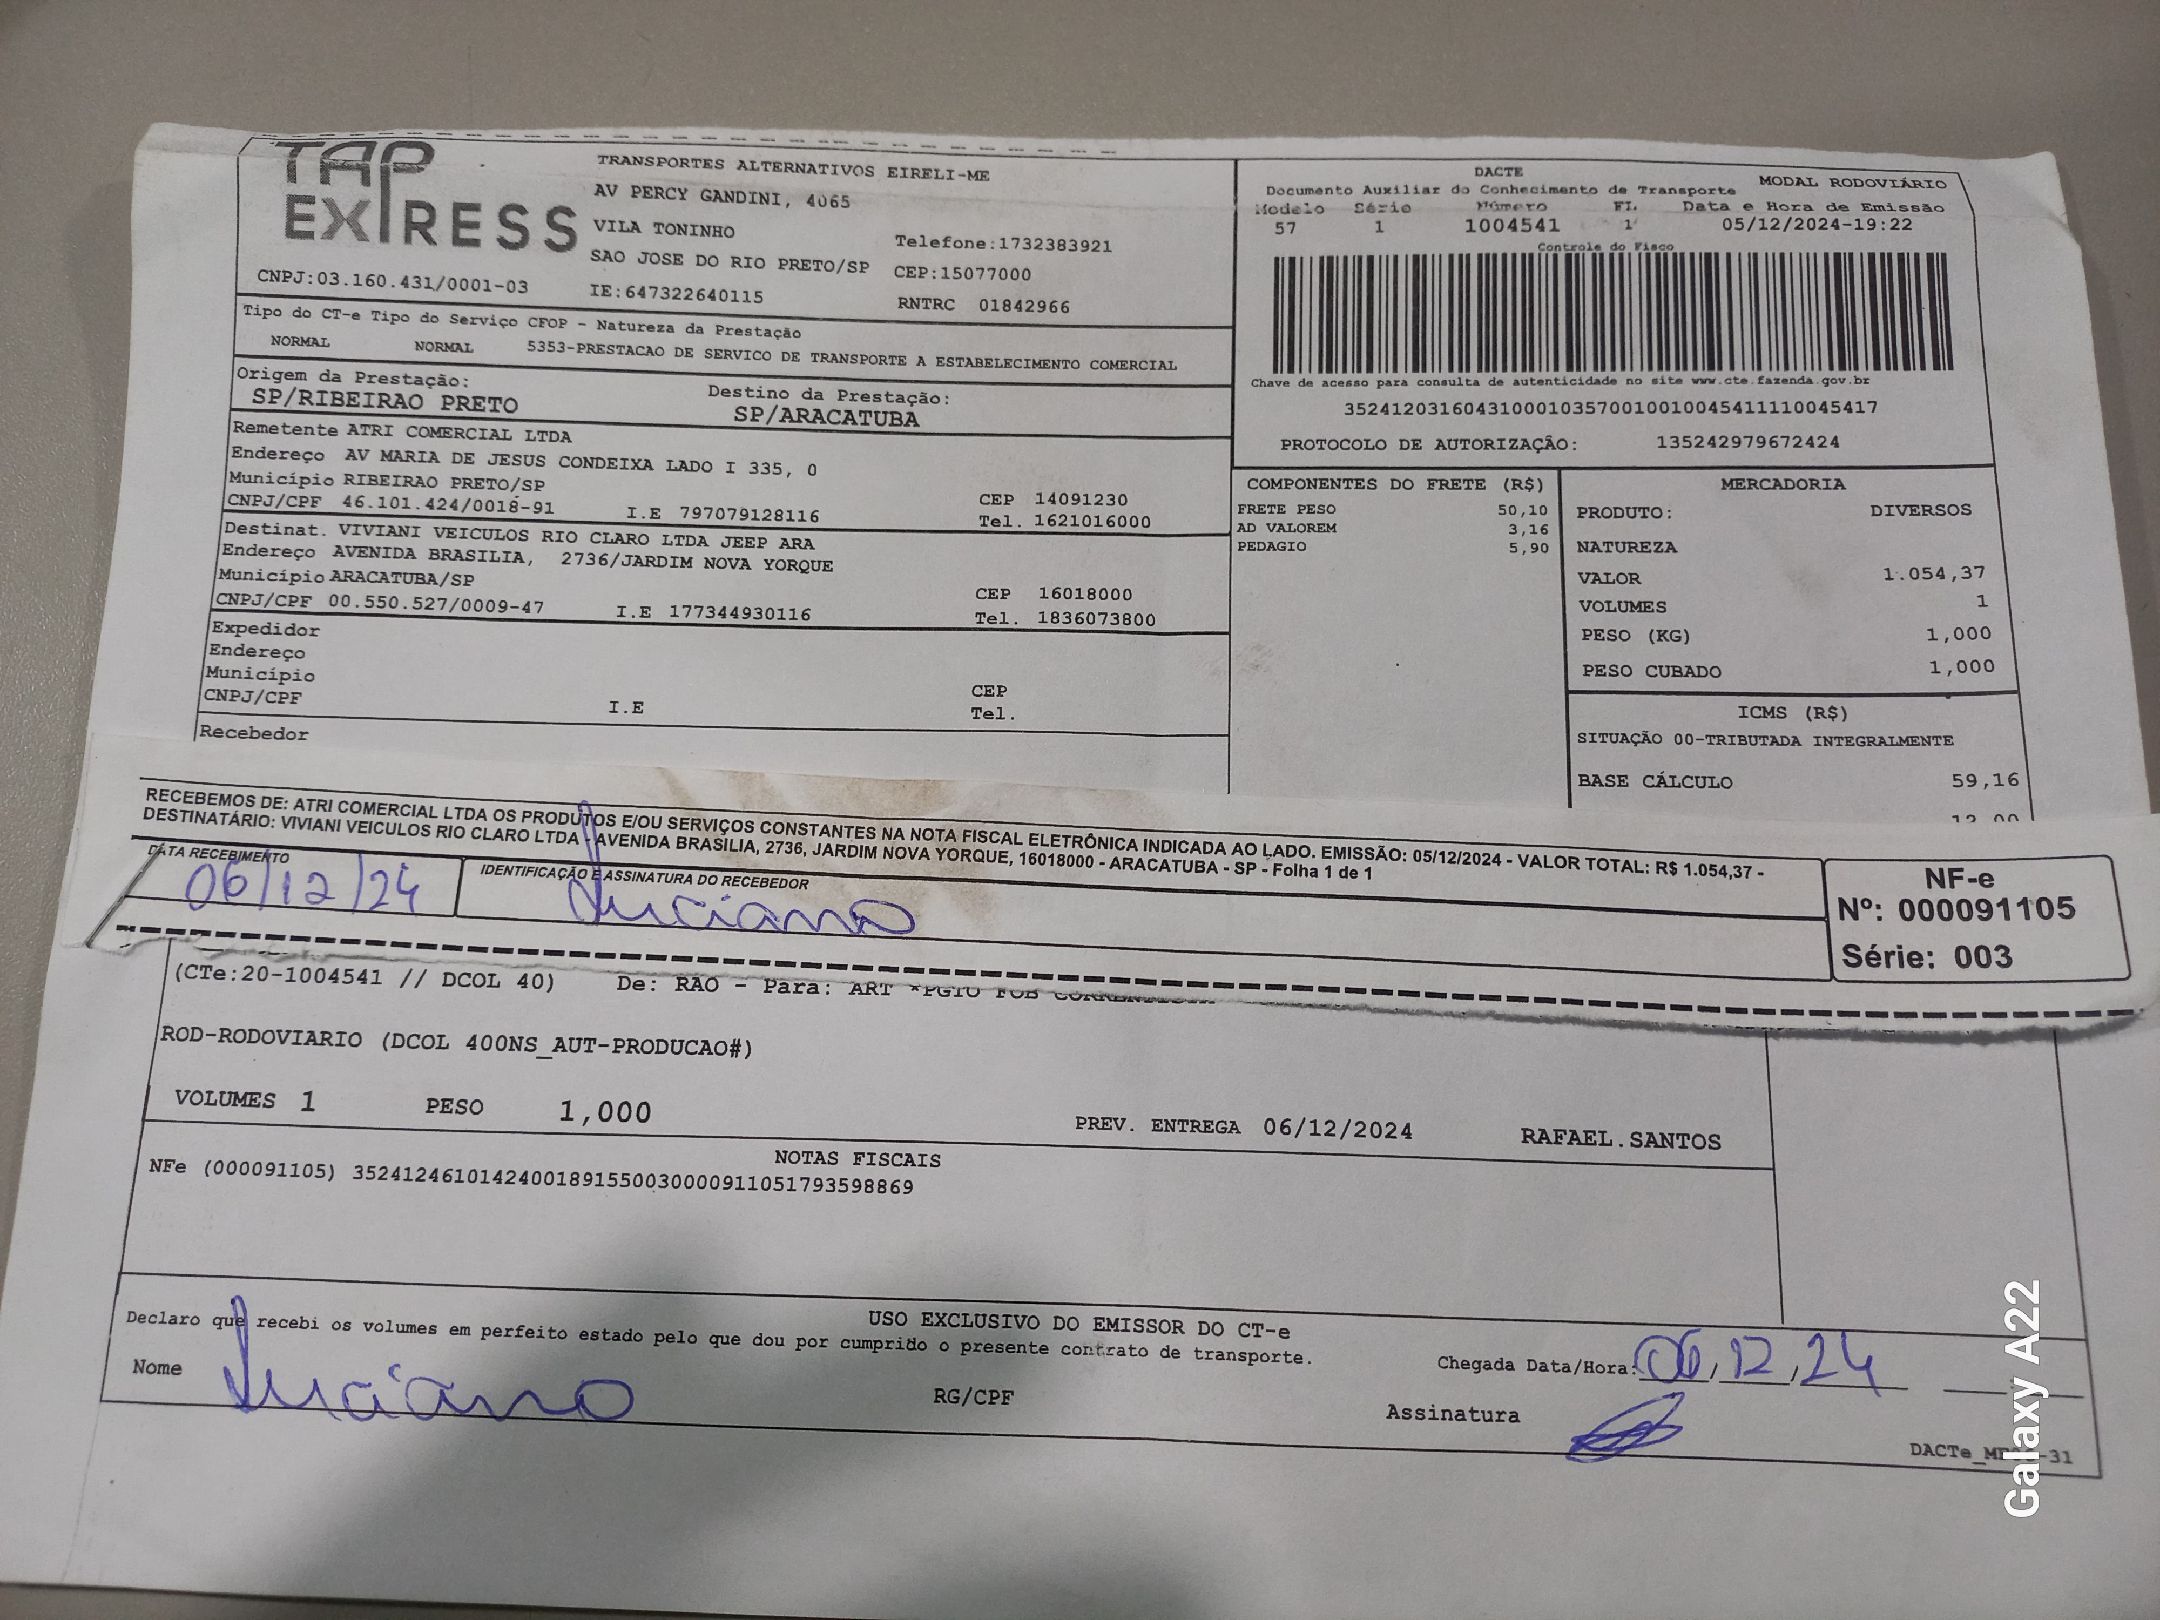 TAP EXPRESS
TRANSPORTES ALTERNATIVOS EIRELI-ME
AV PERCY GANDINI, 4065
VILA TONINHO
Telefone:1732383921
SAO JOSE DO RIO PRETO/SP CEP:15077000
CNPJ:03.160.431/0001-03 IE:647322640115 RNTRC 01842966
DACTE
Documento Auxiliar do Conhecimento de Transporte MODAL RODOVIÁRIO
Modelo Série Número FL Data e Hora de Emissão
57 1 1004541 1 05/12/2024-19:22
Controle do Fisco
Chave de acesso para consulta de autenticidade no site www.cte.fazenda.gov.br
35241203160431000103570010010045411110045417
PROTOCOLO DE AUTORIZAÇÃO: 135242979672424
Tipo do CT-e Tipo do Serviço CFOP - Natureza da Prestação
NORMAL NORMAL 5353-PRESTACAO DE SERVICO DE TRANSPORTE A ESTABELECIMENTO COMERCIAL
Origem da Prestação: Destino da Prestação:
SP/RIBEIRAO PRETO SP/ARACATUBA
Remetente ATRI COMERCIAL LTDA
Endereço AV MARIA DE JESUS CONDEIXA LADO I 335, 0
Município RIBEIRAO PRETO/SP CEP 14091230
CNPJ/CPF 46.101.424/0018-91 I.E 797079128116 Tel. 1621016000
Destinat. VIVIANI VEICULOS RIO CLARO LTDA JEEP ARA
Endereço AVENIDA BRASILIA, 2736/JARDIM NOVA YORQUE
Município ARACATUBA/SP CEP 16018000
CNPJ/CPF 00.550.527/0009-47 I.E 177344930116 Tel. 1836073800
Expedidor
Endereço
Município CEP
CNPJ/CPF I.E Tel.
Recebedor
COMPONENTES DO FRETE (R$)
FRETE PESO 50,10
AD VALOREM 3,16
PEDAGIO 5,90
MERCADORIA
PRODUTO: DIVERSOS
NATUREZA
VALOR 1.054,37
VOLUMES 1
PESO (KG) 1,000
PESO CUBADO 1,000
ICMS (R$)
SITUAÇÃO 00-TRIBUTADA INTEGRALMENTE
BASE CÁLCULO 59,16
12,00
RECEBEMOS DE: ATRI COMERCIAL LTDA OS PRODUTOS E/OU SERVIÇOS CONSTANTES NA NOTA FISCAL ELETRÔNICA INDICADA AO LADO. EMISSÃO: 05/12/2024 - VALOR TOTAL: R$ 1.054,37 -
DESTINATÁRIO: VIVIANI VEICULOS RIO CLARO LTDA - AVENIDA BRASILIA, 2736, JARDIM NOVA YORQUE, 16018000 - ARACATUBA - SP - Folha 1 de 1
DATA RECEBIMENTO IDENTIFICAÇÃO E ASSINATURA DO RECEBEDOR
06/12/24 Luciano
NF-e
Nº: 000091105
Série: 003
(CTe:20-1004541 // DCOL 40) De: RAO - Para: ART *PGTO FOB CORRENTISTA
ROD-RODOVIARIO (DCOL 400NS_AUT-PRODUCAO#)
VOLUMES 1 PESO 1,000 PREV. ENTREGA 06/12/2024 RAFAEL.SANTOS
NOTAS FISCAIS
NFe (000091105) 35241246101424001891550030000911051793598869
USO EXCLUSIVO DO EMISSOR DO CT-e
Declaro que recebi os volumes em perfeito estado pelo que dou por cumprido o presente contrato de transporte.
Nome Luciano RG/CPF Chegada Data/Hora: 06, 12, 24
Assinatura
Galaxy A22